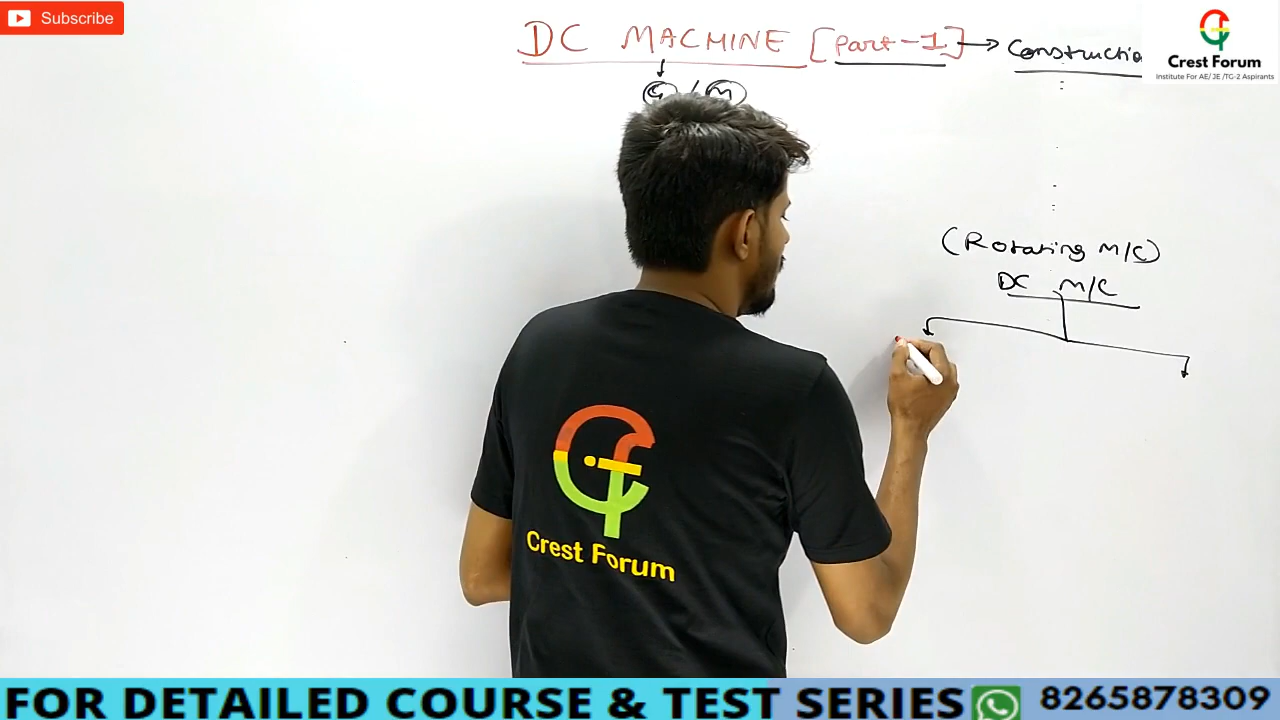 Subscribe
DC MACHINE [Part-1] → Constructio
G / M
Crest Forum
Institute For AE/ JE /TG-2 Aspirants
(Rotating M/C)
DC M/C
Crest Forum
FOR DETAILED COURSE & TEST SERIES 8265878309